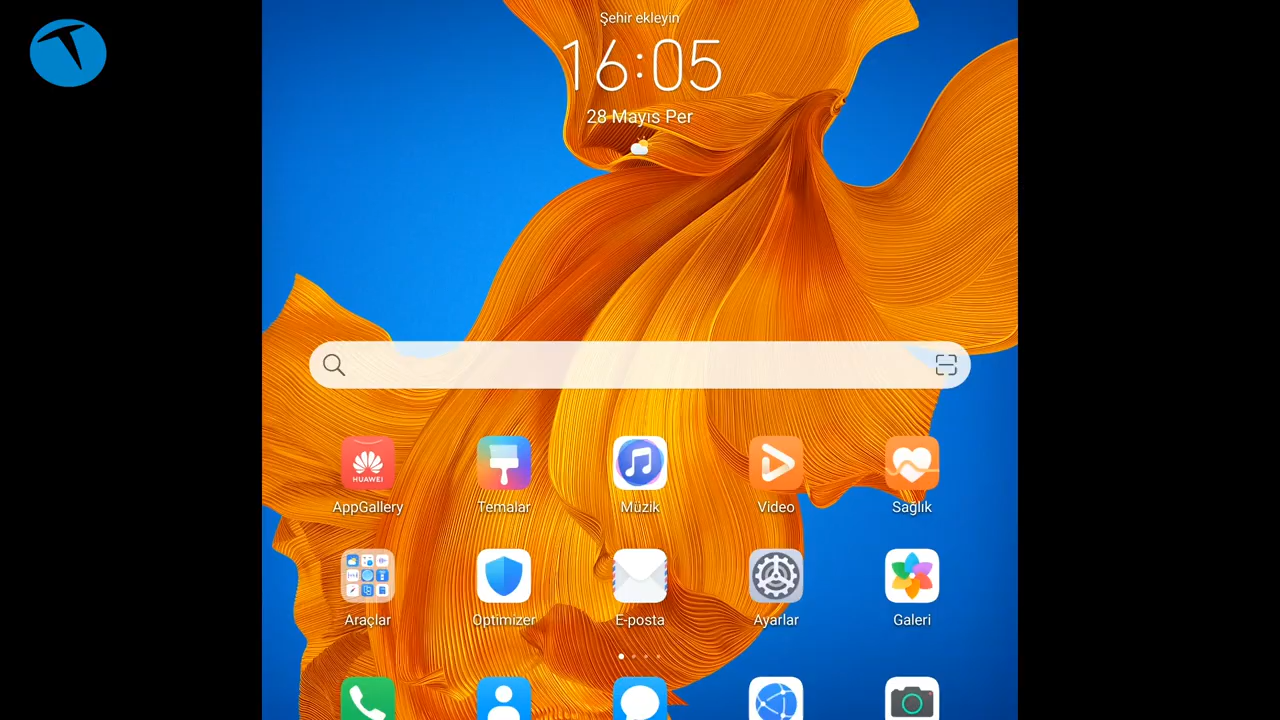 Şehir ekleyin
16:05
28 Mayıs Per
HUAWEI
AppGallery
Temalar
Müzik
Video
Sağlık
Araçlar
Optimizer
E-posta
Ayarlar
Galeri